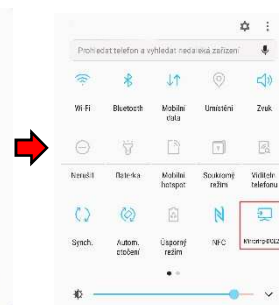 Prohledat telefon a vyhledat nedaleká zařízení
Wi-Fi Bluetooth Mobilní data Umístění Zvuk
Nerušit Baterka Mobilní hotspot Soukromý režim Viditeln. telefonu
Synch. Autom. otočení Úsporný režim NFC